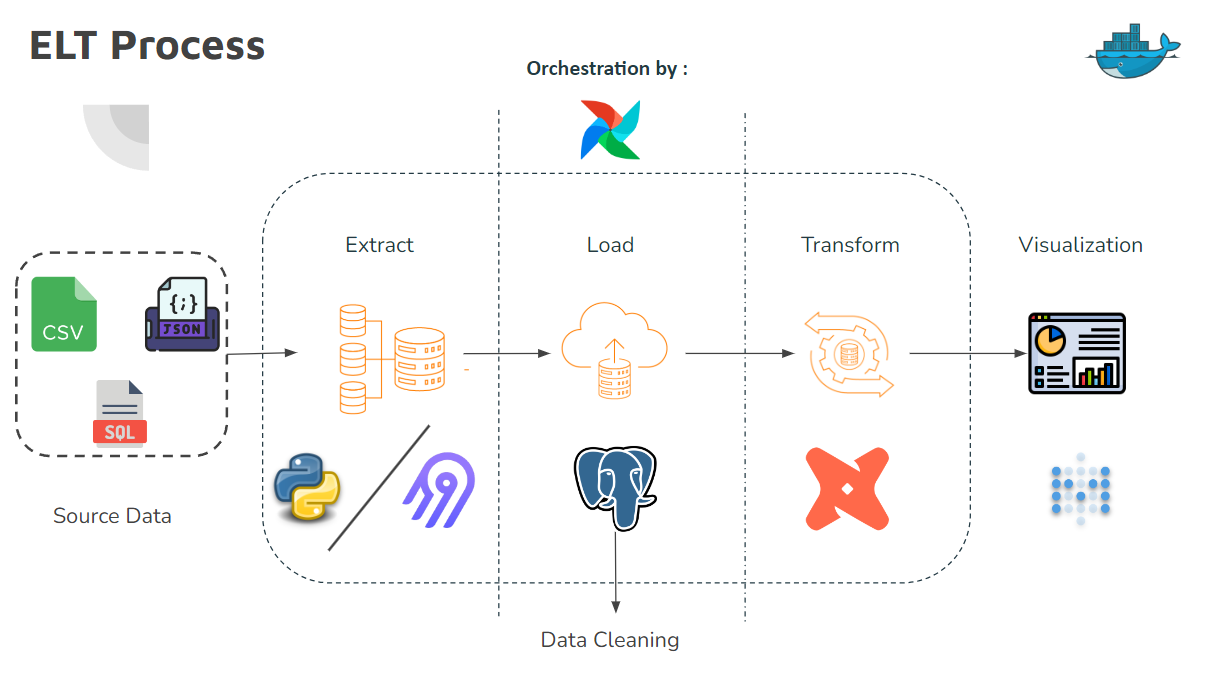 ELT Process
Orchestration by :
Extract
Load
Transform
Visualization
CSV
{;}
JSON
SQL
Source Data
Data Cleaning